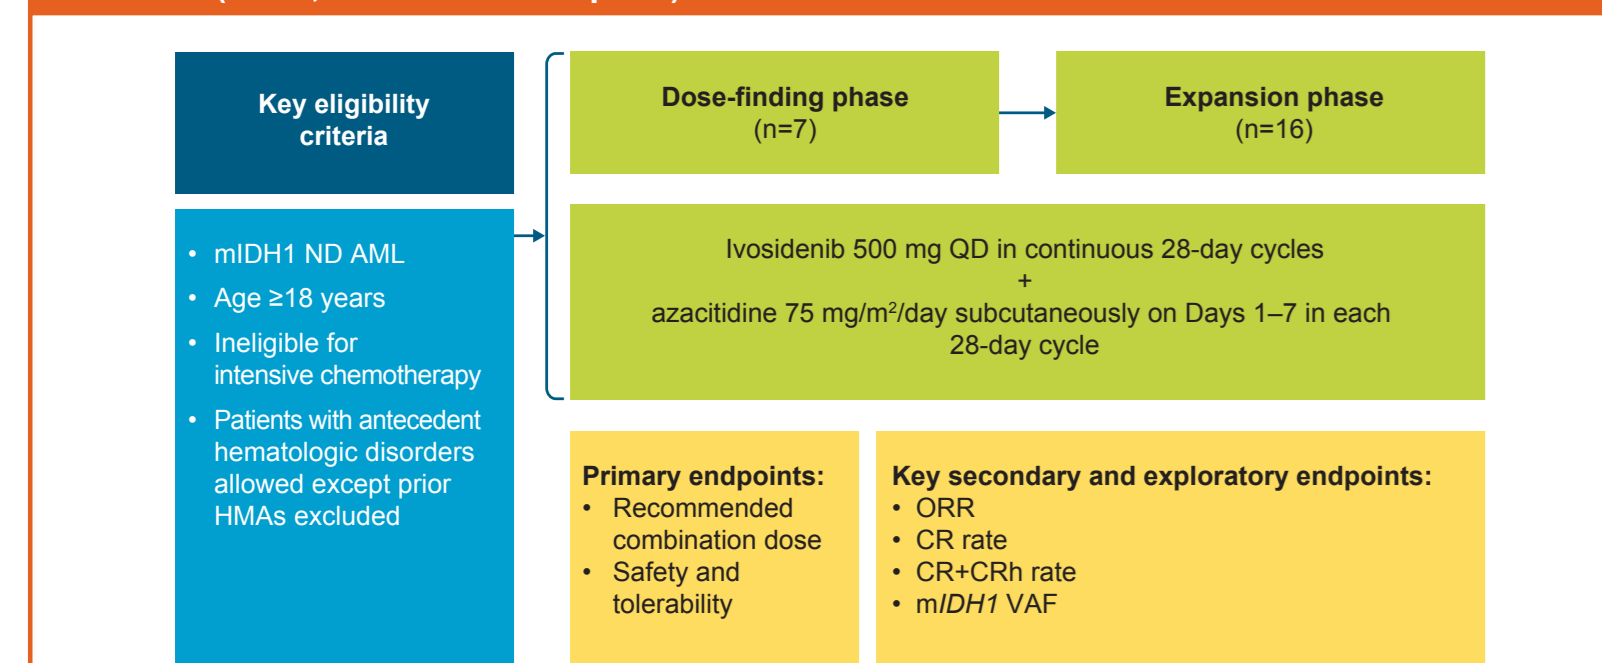 Key eligibility
criteria
• mIDH1 ND AML
• Age ≥18 years
• Ineligible for
intensive chemotherapy
• Patients with antecedent
hematologic disorders
allowed except prior
HMAs excluded
Dose-finding phase
(n=7)
Expansion phase
(n=16)
Ivosidenib 500 mg QD in continuous 28-day cycles
+
azacitidine 75 mg/m²/day subcutaneously on Days 1–7 in each
28-day cycle
Primary endpoints:
• Recommended
combination dose
• Safety and
tolerability
Key secondary and exploratory endpoints:
• ORR
• CR rate
• CR+CRh rate
• mIDH1 VAF